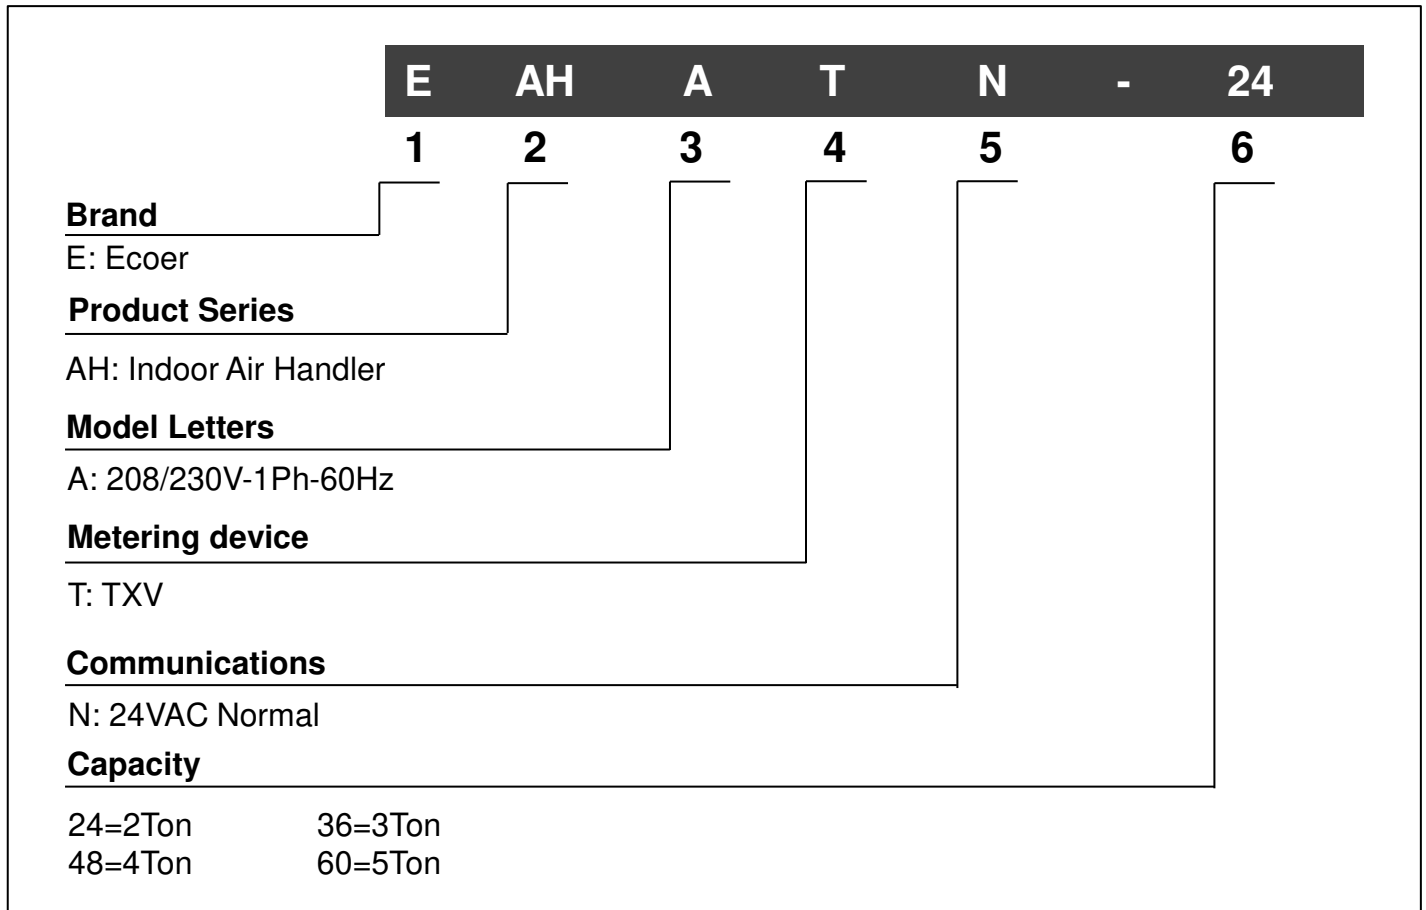 E AH A T N - 24
1 2 3 4 5 6
Brand
E: Ecoer
Product Series
AH: Indoor Air Handler
Model Letters
A: 208/230V-1Ph-60Hz
Metering device
T: TXV
Communications
N: 24VAC Normal
Capacity
24=2Ton 36=3Ton
48=4Ton 60=5Ton